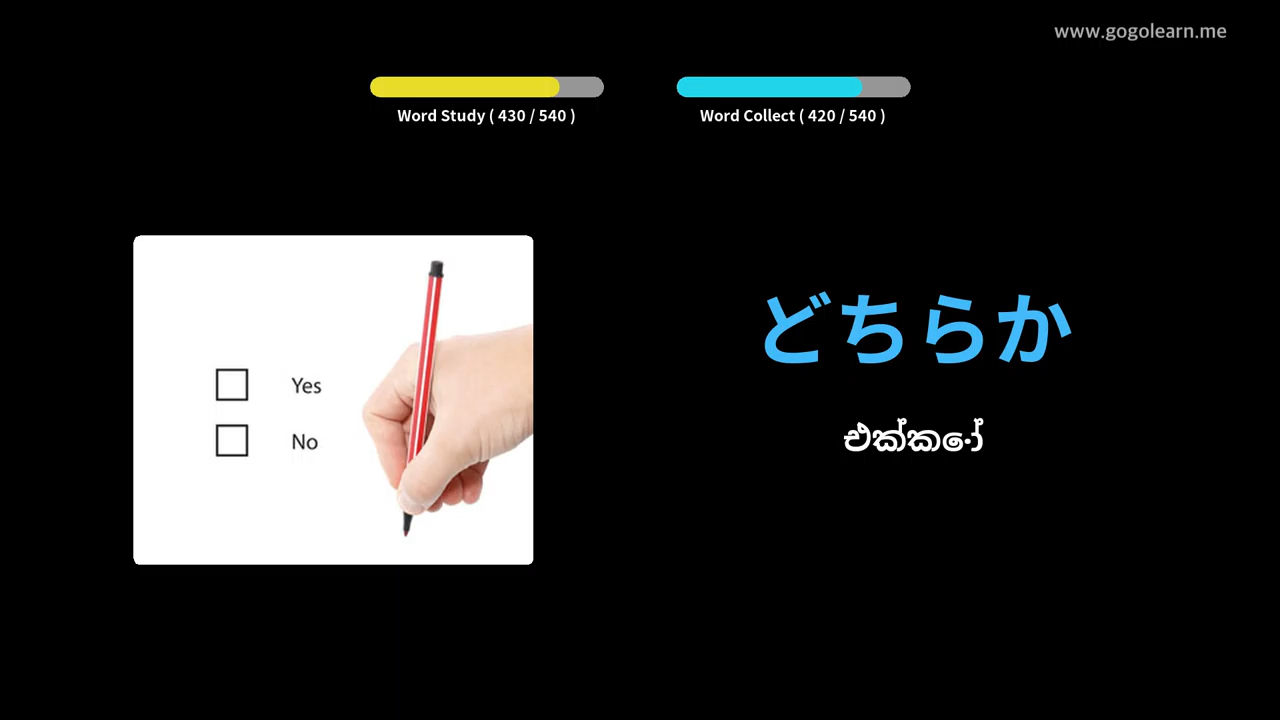 www.gogolearn.me
Word Study ( 430 / 540 )
Word Collect ( 420 / 540 )
Yes
No
どちらか
එක්කෝ